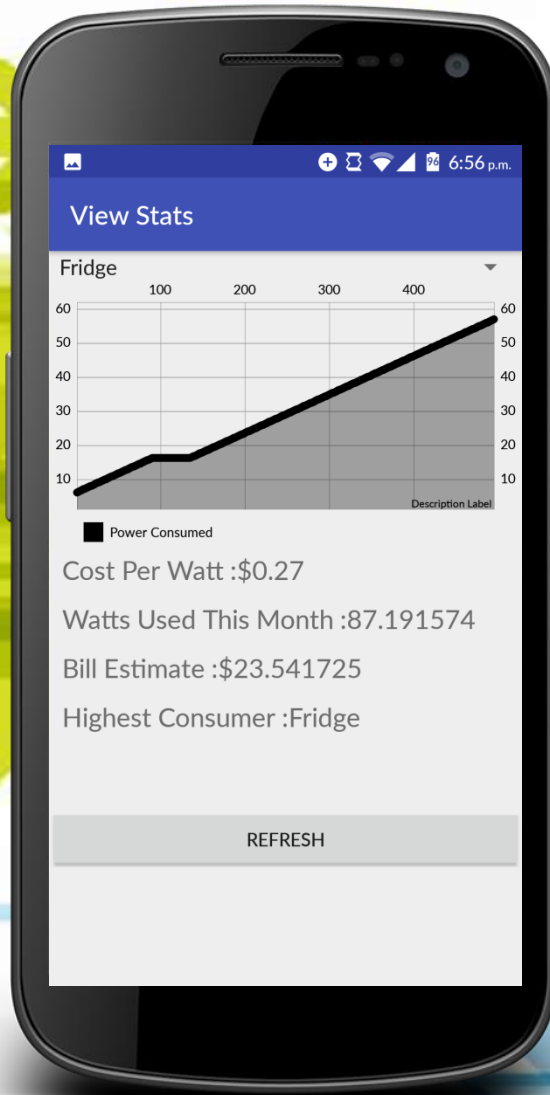 96 6:56 p.m.
View Stats
Fridge
100 200 300 400
60 60
50 50
40 40
30 30
20 20
10 10
Description Label
Power Consumed
Cost Per Watt :$0.27
Watts Used This Month :87.191574
Bill Estimate :$23.541725
Highest Consumer :Fridge
REFRESH